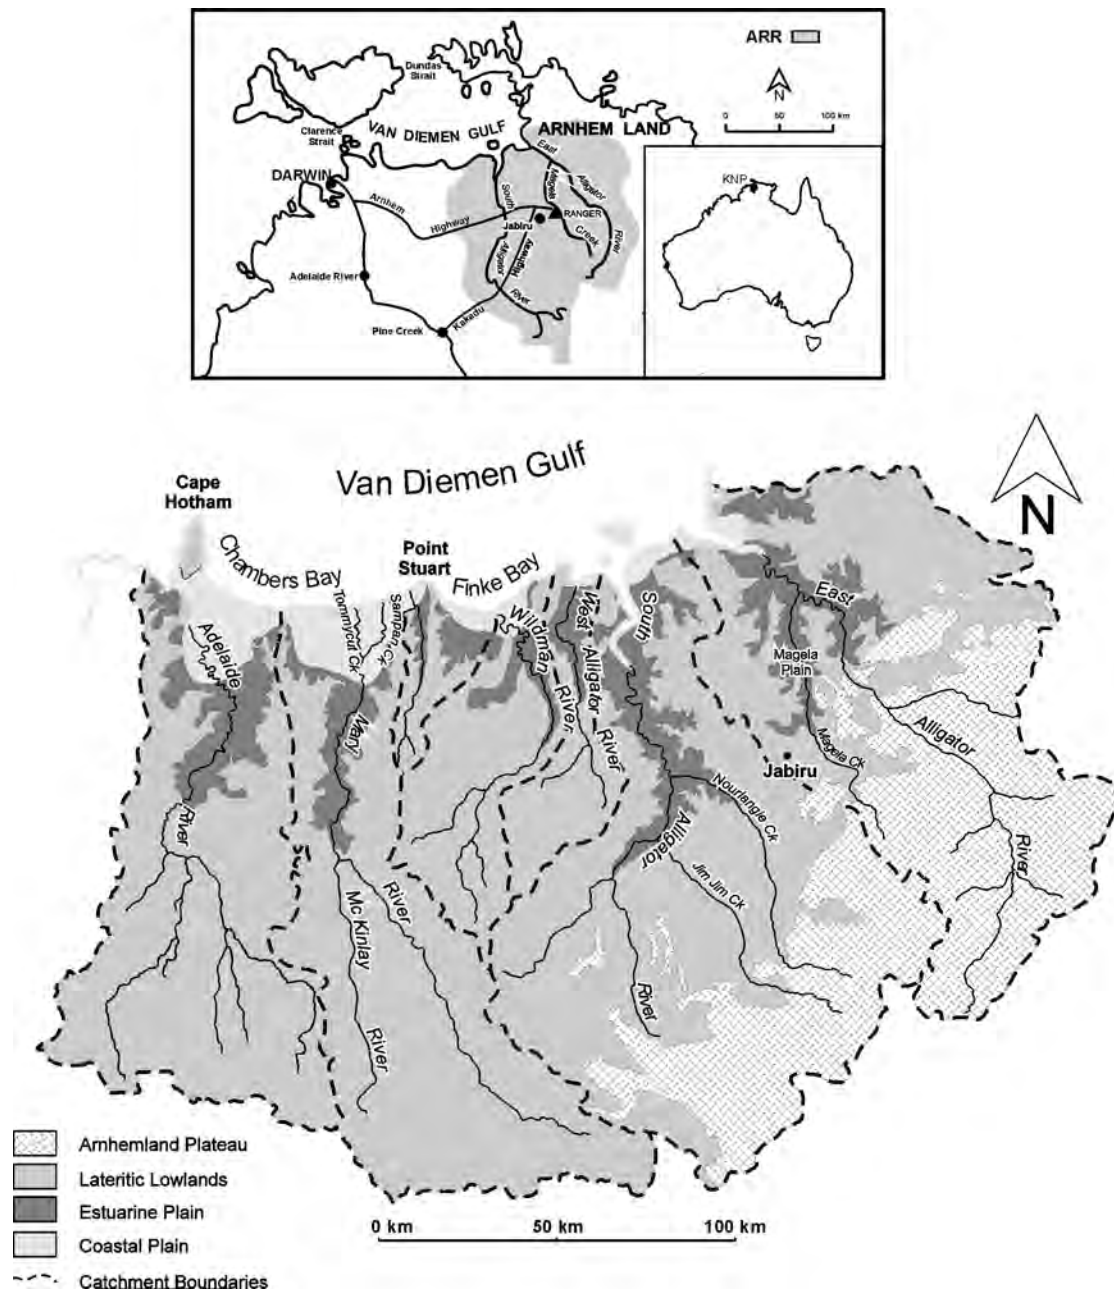 ARR
N
0 50 100 km
Dundas
Strait
Clarence
Strait
VAN DIEMEN GULF
ARNHEM LAND
East
Alligator
River
Magela
Creek
DARWIN
Arnhem
Highway
South
Alligator
River
Jabiru
RANGER
Kakadu
Highway
Adelaide River
Pine Creek
KNP
Van Diemen Gulf
N
Cape
Hotham
Chambers Bay
Point
Stuart
Finke Bay
Tommycut Ck
Sampan Ck
Adelaide
River
Mary
River
Mc Kinlay
River
Wildman
River
West
Alligator
River
South
Alligator
River
East
Alligator
River
Magela
Plain
Magela Ck
Jabiru
Nourlangie Ck
Jim Jim Ck
Arnhemland Plateau
Lateritic Lowlands
Estuarine Plain
Coastal Plain
Catchment Boundaries
0 km 50 km 100 km